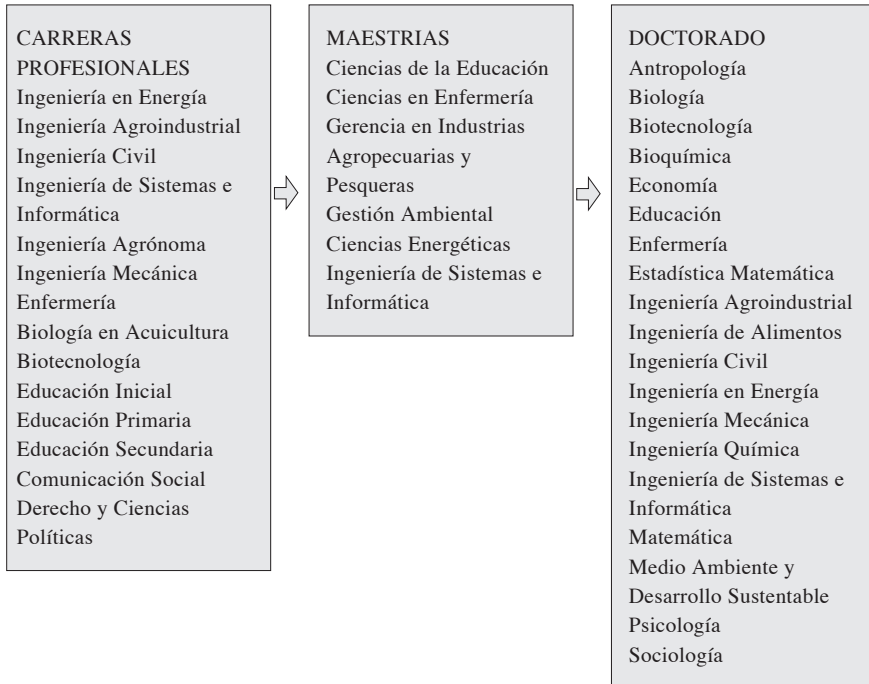 CARRERAS
PROFESIONALES
Ingeniería en Energía
Ingeniería Agroindustrial
Ingeniería Civil
Ingeniería de Sistemas e
Informática
Ingeniería Agrónoma
Ingeniería Mecánica
Enfermería
Biología en Acuicultura
Biotecnología
Educación Inicial
Educación Primaria
Educación Secundaria
Comunicación Social
Derecho y Ciencias
Políticas
MAESTRIAS
Ciencias de la Educación
Ciencias en Enfermería
Gerencia en Industrias
Agropecuarias y
Pesqueras
Gestión Ambiental
Ciencias Energéticas
Ingeniería de Sistemas e
Informática
DOCTORADO
Antropología
Biología
Biotecnología
Bioquímica
Economía
Educación
Enfermería
Estadística Matemática
Ingeniería Agroindustrial
Ingeniería de Alimentos
Ingeniería Civil
Ingeniería en Energía
Ingeniería Mecánica
Ingeniería Química
Ingeniería de Sistemas e
Informática
Matemática
Medio Ambiente y
Desarrollo Sustentable
Psicología
Sociología